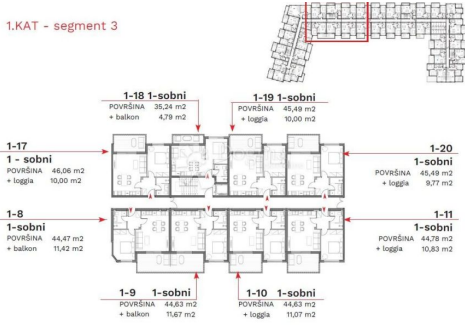 1.KAT - segment 3
1-18 1-sobni
POVRŠINA 35,24 m2
+ balkon 4,79 m2
1-19 1-sobni
POVRŠINA 45,49 m2
+ loggia 10,00 m2
1-17
1 - sobni
POVRŠINA 46,06 m2
+ loggia 10,00 m2
1-20
1-sobni
POVRŠINA 45,49 m2
+ loggia 9,77 m2
1-8
1-sobni
POVRŠINA 44,47 m2
+ balkon 11,42 m2
1-11
1-sobni
POVRŠINA 44,78 m2
+ loggia 10,83 m2
1-9 1-sobni
POVRŠINA 44,63 m2
+ balkon 11,67 m2
1-10 1-sobni
POVRŠINA 44,63 m2
+ loggia 11,07 m2